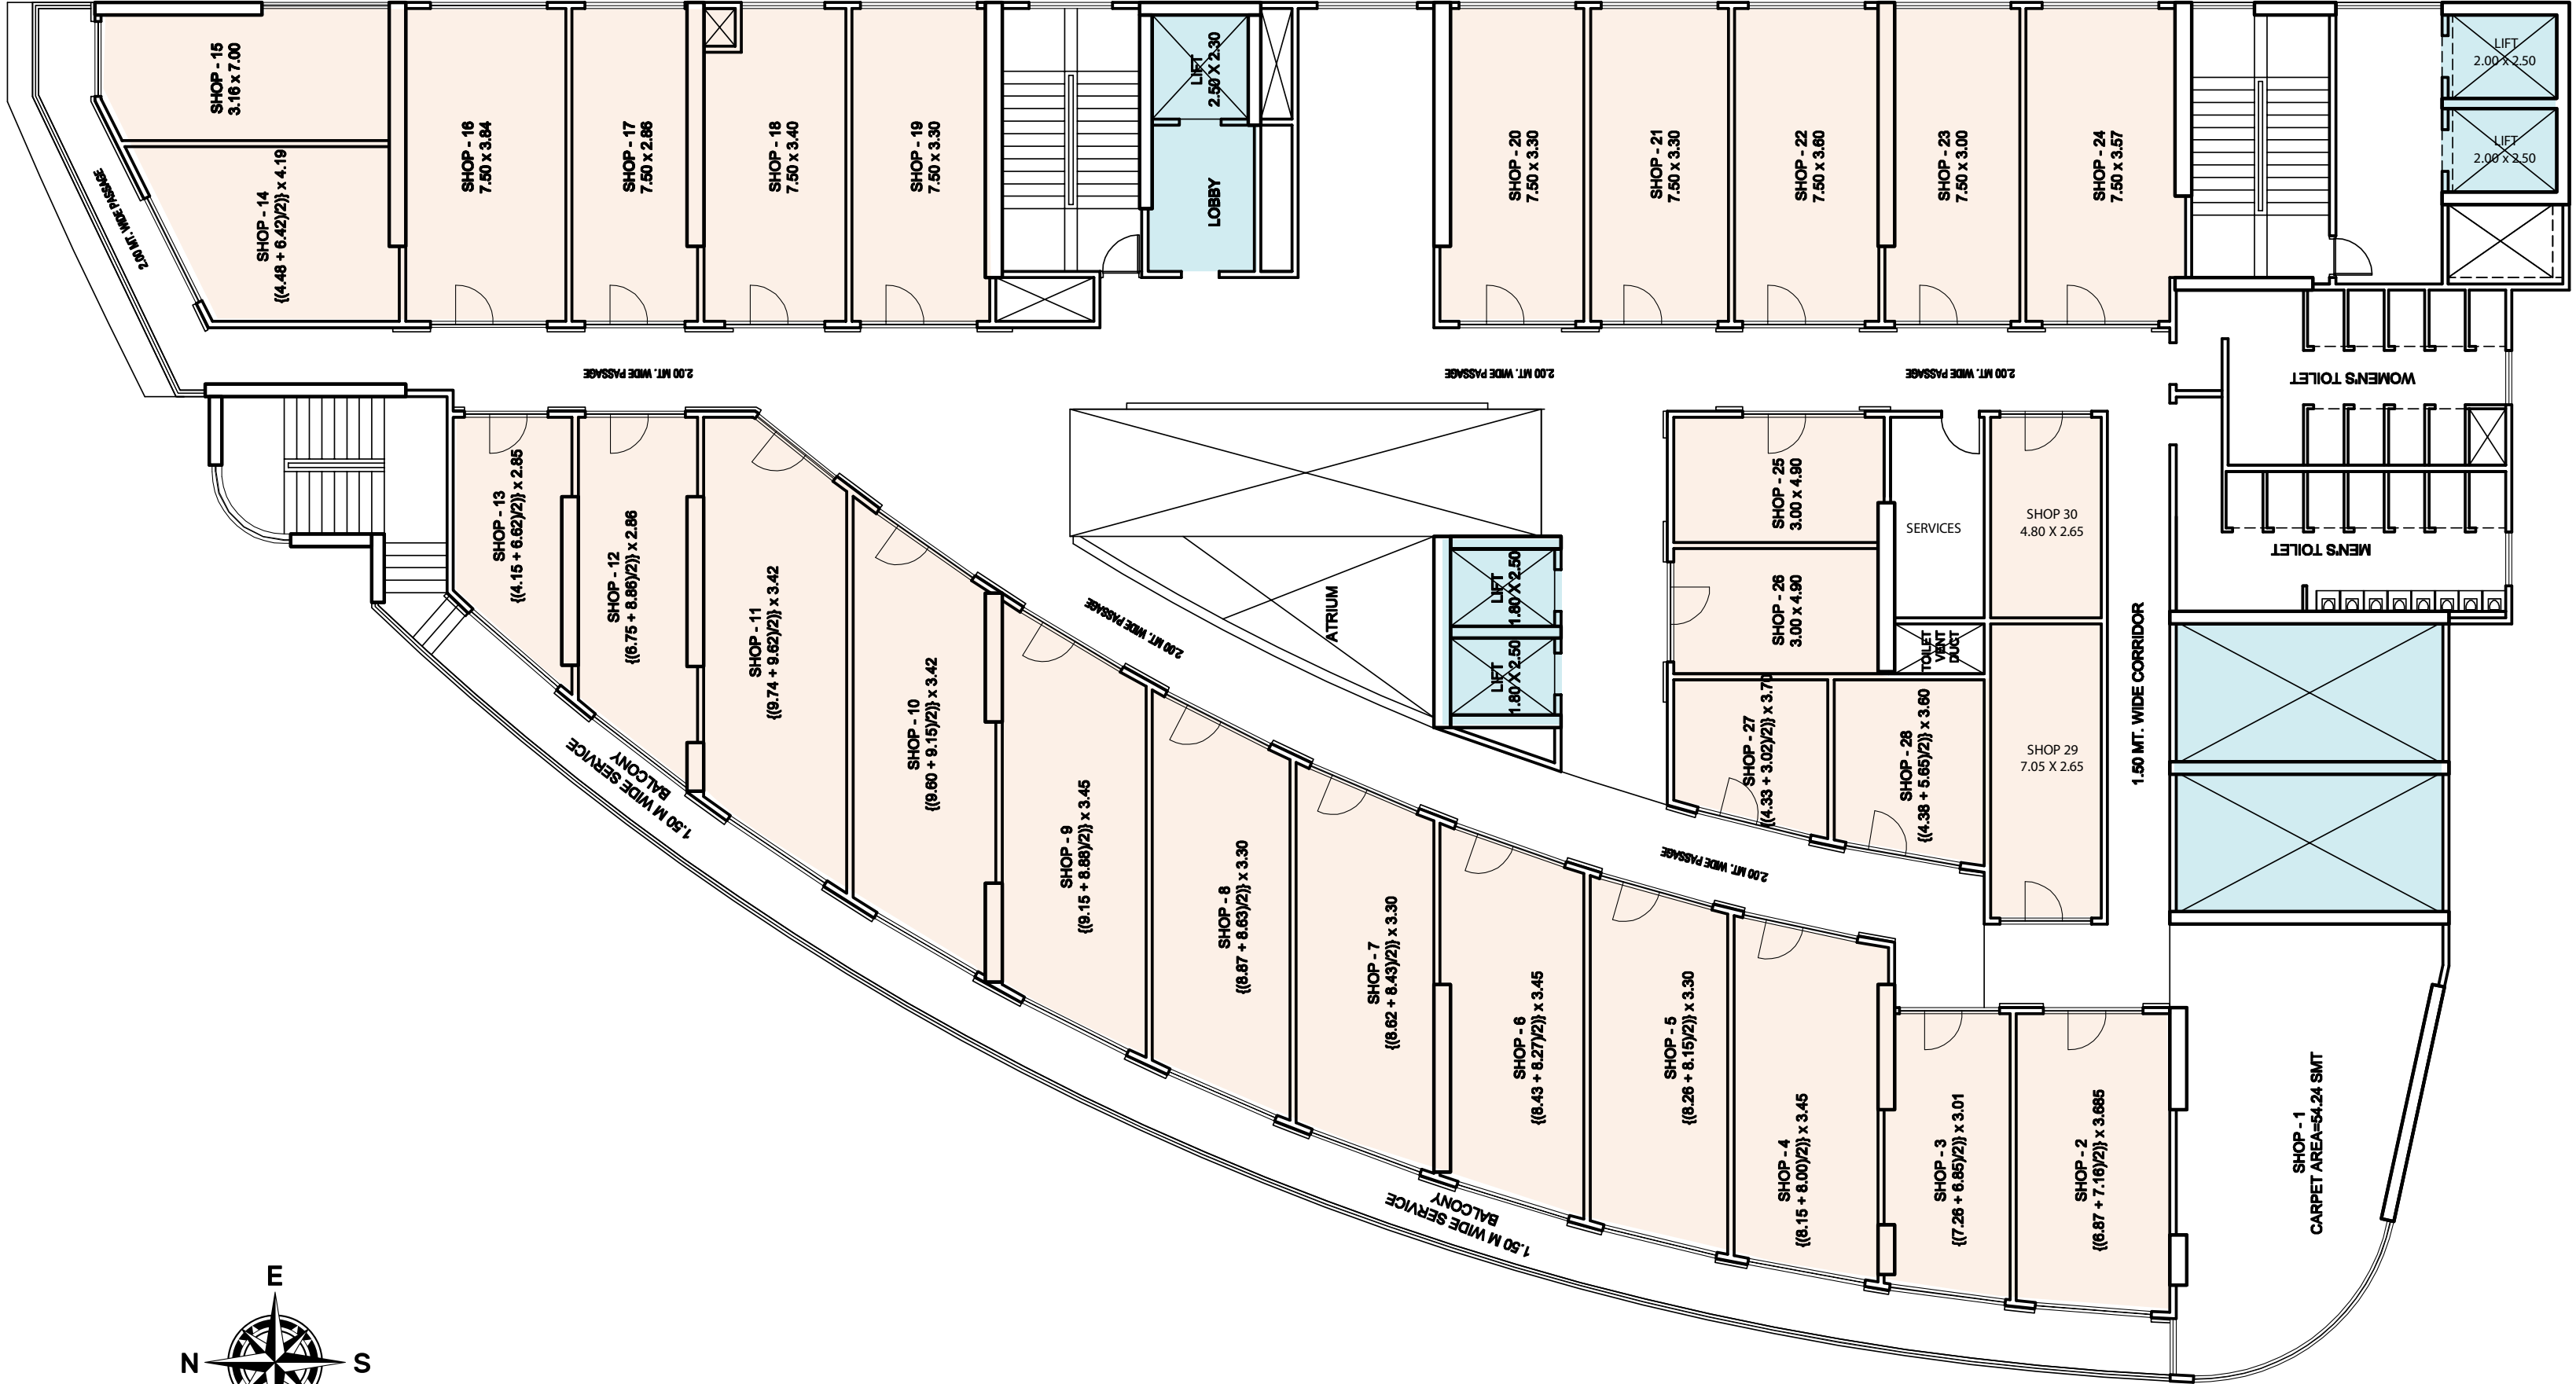 SHOP - 15
3.16 x 7.00
SHOP - 14
{(4.48 + 6.42)/2)} x 4.19
SHOP - 16
7.50 x 3.84
SHOP - 17
7.50 x 2.86
SHOP - 18
7.50 x 3.40
SHOP - 19
7.50 x 3.30
LIFT
2.50 X 2.30
LOBBY
SHOP - 20
7.50 x 3.30
SHOP - 21
7.50 x 3.30
SHOP - 22
7.50 x 3.60
SHOP - 23
7.50 x 3.00
SHOP - 24
7.50 x 3.57
LIFT
2.00 X 2.50
LIFT
2.00 x 2.50
2.00 MT. WIDE PASSAGE
2.00 MT. WIDE PASSAGE
2.00 MT. WIDE PASSAGE
2.00 MT. WIDE PASSAGE
WOMEN'S TOILET
MEN'S TOILET
SHOP - 13
{(4.15 + 6.62)/2)} x 2.85
SHOP - 12
{(6.75 + 8.86)/2)} x 2.86
SHOP - 11
{(9.74 + 9.62)/2)} x 3.42
SHOP - 10
{(9.60 + 9.15)/2)} x 3.42
SHOP - 9
{(9.15 + 8.88)/2)} x 3.45
SHOP - 8
{(8.87 + 8.63)/2)} x 3.30
SHOP - 7
{(8.62 + 8.43)/2)} x 3.30
SHOP - 6
{(8.43 + 8.27)/2)} x 3.45
SHOP - 5
{(8.26 + 8.15)/2)} x 3.30
SHOP - 4
{(8.15 + 8.00)/2)} x 3.45
SHOP - 3
{(7.26 + 6.85)/2)} x 3.01
SHOP - 2
{(6.87 + 7.16)/2)} x 3.685
SHOP - 1
CARPET AREA=54.24 SMT
2.00 MT. WIDE PASSAGE
ATRIUM
LIFT
1.80 X 2.50
LIFT
1.80 X 2.50
SHOP - 25
3.00 x 4.90
SHOP - 26
3.00 x 4.90
SHOP - 27
{(4.33 + 3.02)/2)} x 3.70
SHOP - 28
{(4.38 + 5.65)/2)} x 3.60
SERVICES
TOILET
VENT
DUCT
SHOP 30
4.80 X 2.65
SHOP 29
7.05 X 2.65
1.50 MT. WIDE CORRIDOR
2.00 MT. WIDE PASSAGE
1.50 M WIDE SERVICE
BALCONY
1.50 M WIDE SERVICE
BALCONY
E
N
S